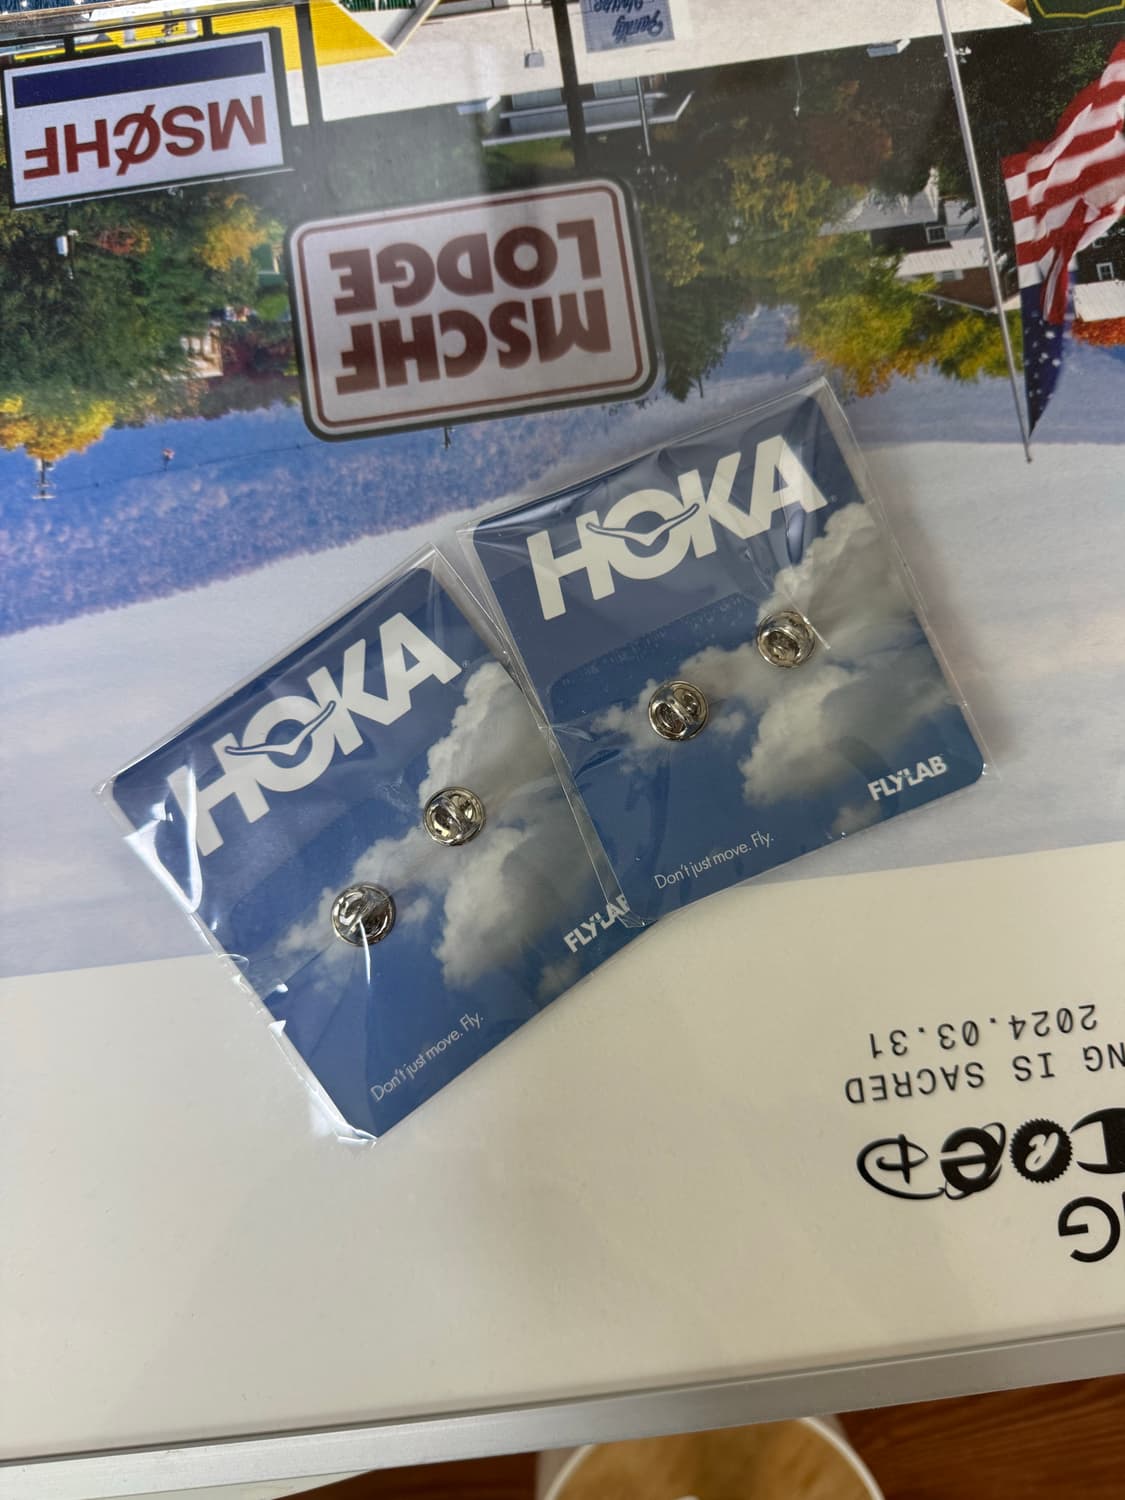 MSCHF
MSCHF
LODGE
HOKA
Don't just move. Fly.
FLYLAB
HOKA
Don't just move. Fly.
NG IS SACRED
2024.03.31